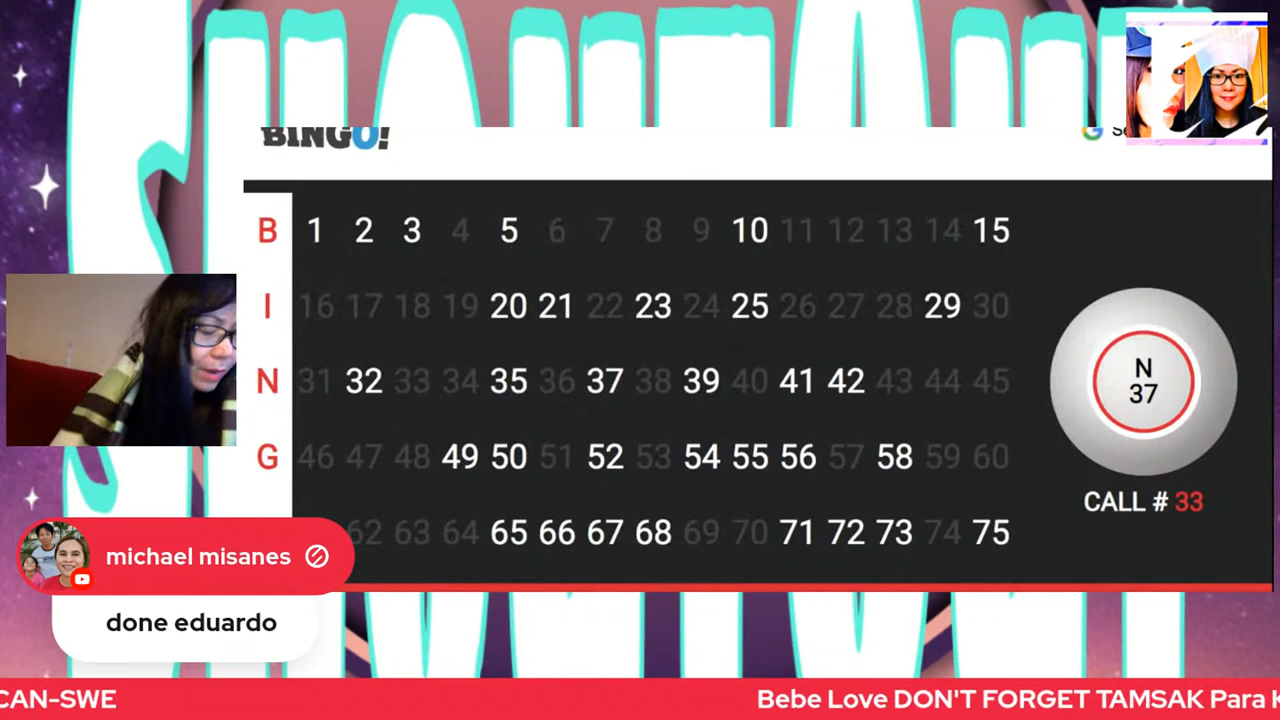 BINGO!
B 1 2 3 4 5 6 7 8 9 10 11 12 13 14 15
I 16 17 18 19 20 21 22 23 24 25 26 27 28 29 30
N 31 32 33 34 35 36 37 38 39 40 41 42 43 44 45
G 46 47 48 49 50 51 52 53 54 55 56 57 58 59 60
62 63 64 65 66 67 68 69 70 71 72 73 74 75
N
37
CALL # 33
michael misanes
done eduardo
CAN-SWE
Bebe Love DON'T FORGET TAMSAK Para